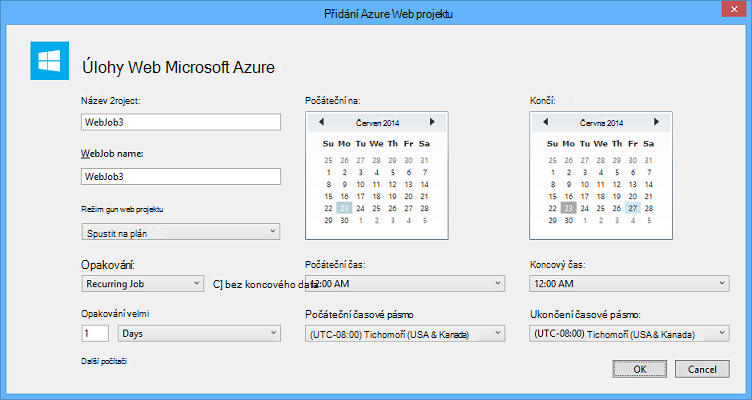 Přidání Azure Web projektu
Úlohy Web Microsoft Azure
Název 2roject:
WebJob3
WebJob name:
WebJob3
Režim gun web projektu
Spustit na plán
Opakování:
Recurring Job
C] bez koncového data
Opakování velmi
1 Days
Další počítači
Počáteční na:
Červen 2014
Su Mo Tu We Th Fr Sa
25 26 27 28 29 30 31
1 2 3 4 5 6 7
8 9 10 11 12 13 14
15 16 17 18 19 20 21
22 23 24 25 26 27 28
29 30 1 2 3 4 5
Počáteční čas:
12:00 AM
Počáteční časové pásmo
(UTC-08:00) Tichomoří (USA & Kanada)
Končí:
Června 2014
Su Mo Tu We Th Fr Sa
25 26 27 28 29 30 31
1 2 3 4 5 6 7
8 9 10 11 12 13 14
15 16 17 18 19 20 21
22 23 24 25 26 27 28
29 30 1 2 3 4 5
Koncový čas:
12:00 AM
Ukončení časové pásmo:
(UTC-08:00) Tichomoří (USA & Kanada)
OK Cancel